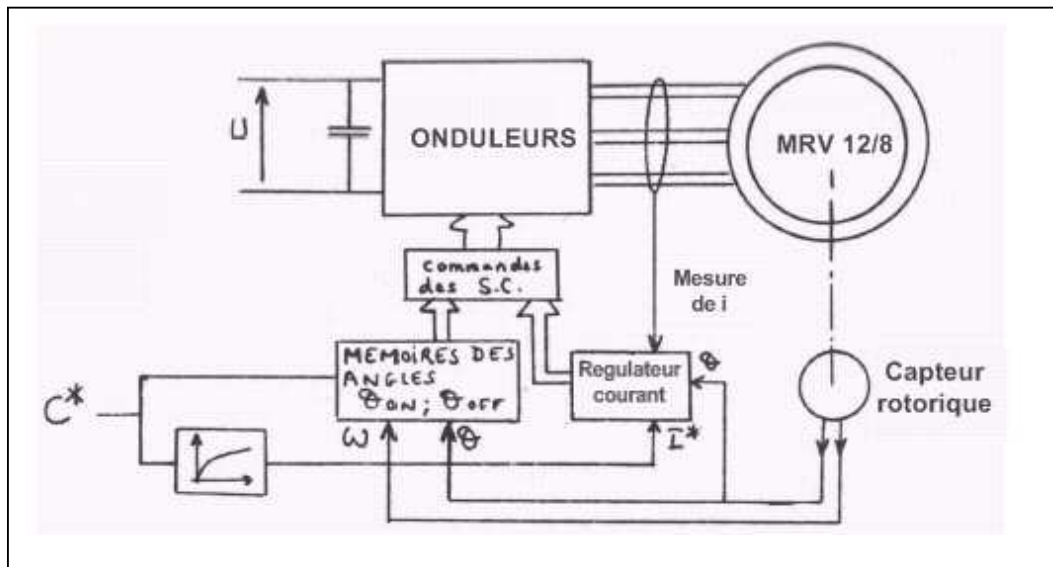 U
ONDULEURS
MRV 12/8
commandes
des S.C.
Mesure
de i
MEMOIRES DES
ANGLES
θON ; θOFF
Regulateur
courant
θ
Capteur
rotorique
C*
ω
θ
I*